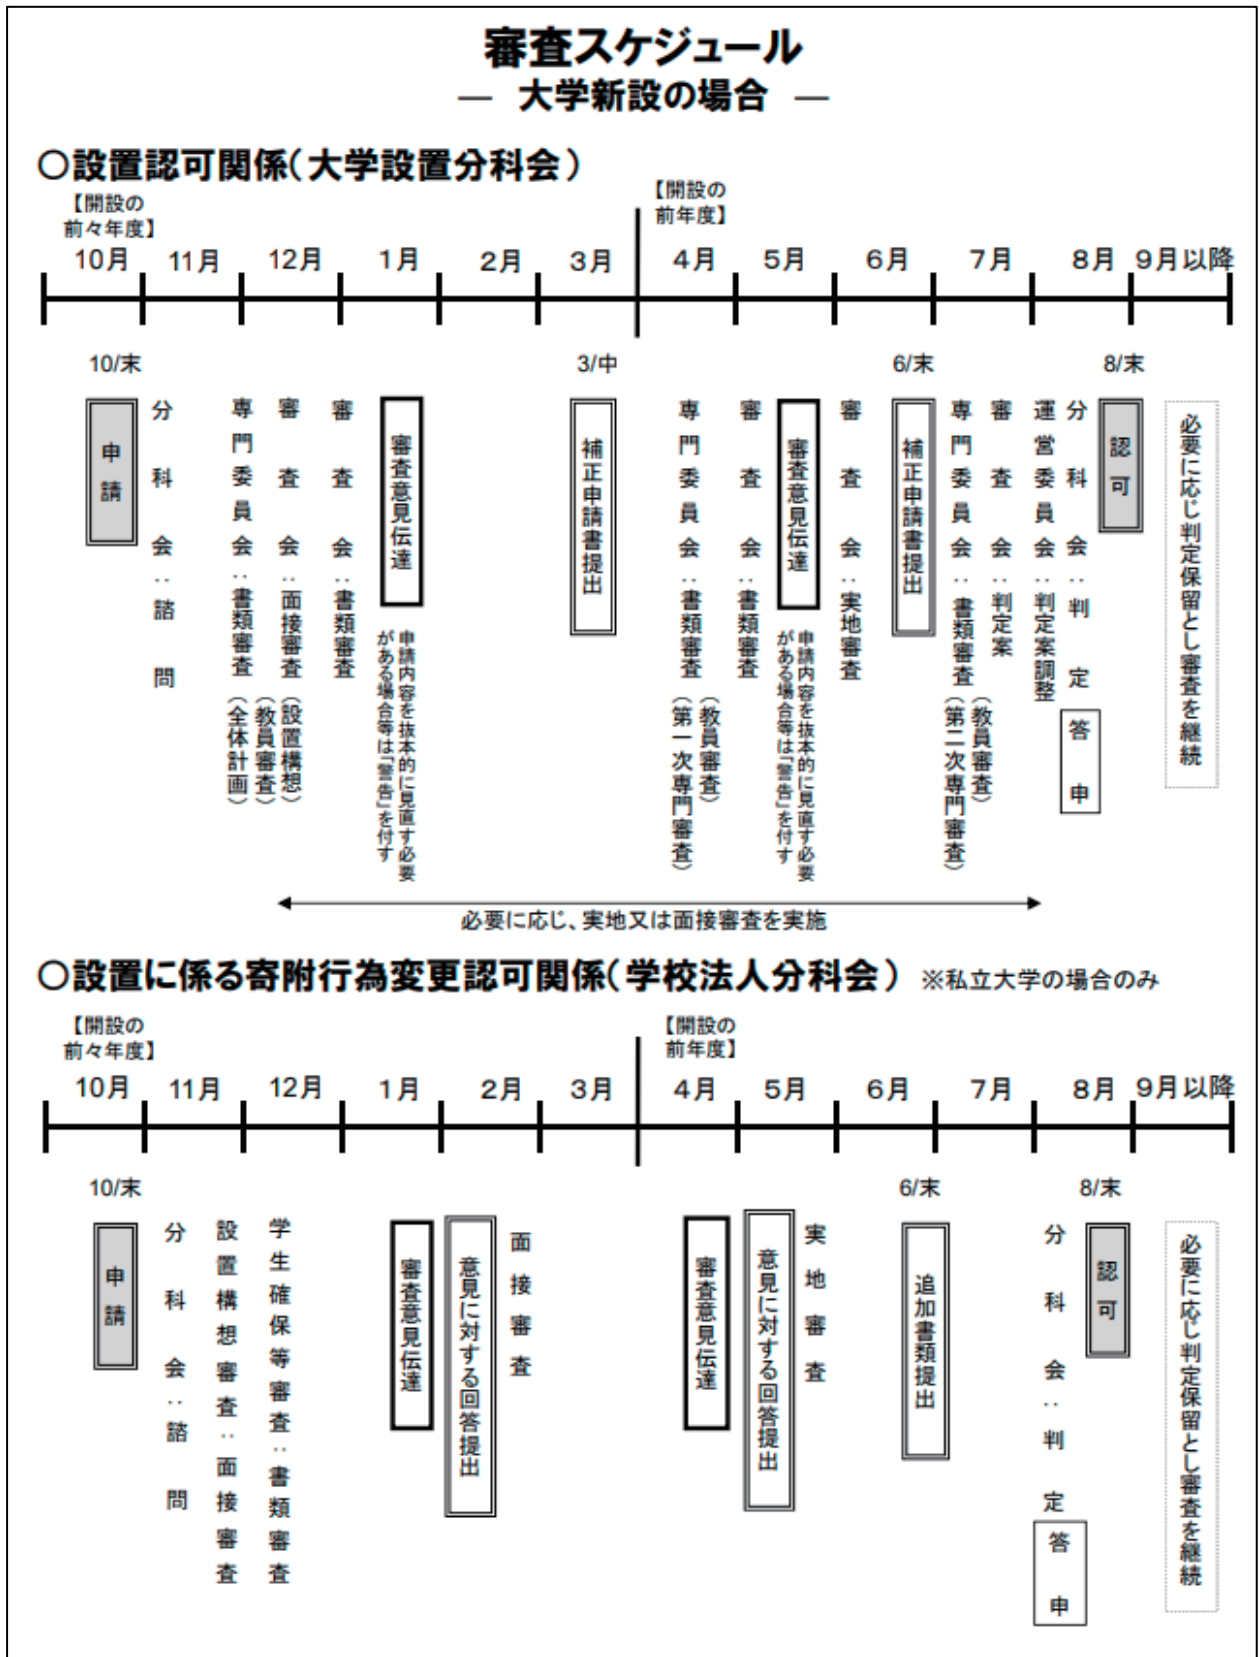 審査スケジュール
― 大学新設の場合 ―
○設置認可関係(大学設置分科会)
【開設の
前々年度】
【開設の
前年度】
10月 11月 12月 1月 2月 3月 4月 5月 6月 7月 8月 9月以降
10/末
3/中
6/末
8/末
申請
分科会:諮問
専門委員会:書類審査
(教員審査)
(全体計画)
審査会:面接審査
(設置構想)
審査会:書類審査
審査意見伝達
申請内容を抜本的に見直す必要
がある場合等は「警告」を付す
補正申請書提出
専門委員会:書類審査
(教員審査)
(第一次専門審査)
審査会:書類審査
審査意見伝達
申請内容を抜本的に見直す必要
がある場合等は「警告」を付す
審査会:実地審査
補正申請書提出
専門委員会:書類審査
(教員審査)
(第二次専門審査)
審査会:判定案
運営委員会:判定案調整
分科会:判定
答申
認可
必要に応じ判定保留とし審査を継続
必要に応じ、実地又は面接審査を実施
○設置に係る寄附行為変更認可関係(学校法人分科会) ※私立大学の場合のみ
【開設の
前々年度】
【開設の
前年度】
10月 11月 12月 1月 2月 3月 4月 5月 6月 7月 8月 9月以降
10/末
6/末
8/末
申請
分科会:諮問
設置構想審査:面接審査
学生確保等審査:書類審査
審査意見伝達
意見に対する回答提出
面接審査
審査意見伝達
意見に対する回答提出
実地審査
追加書類提出
分科会:判定
答申
認可
必要に応じ判定保留とし審査を継続